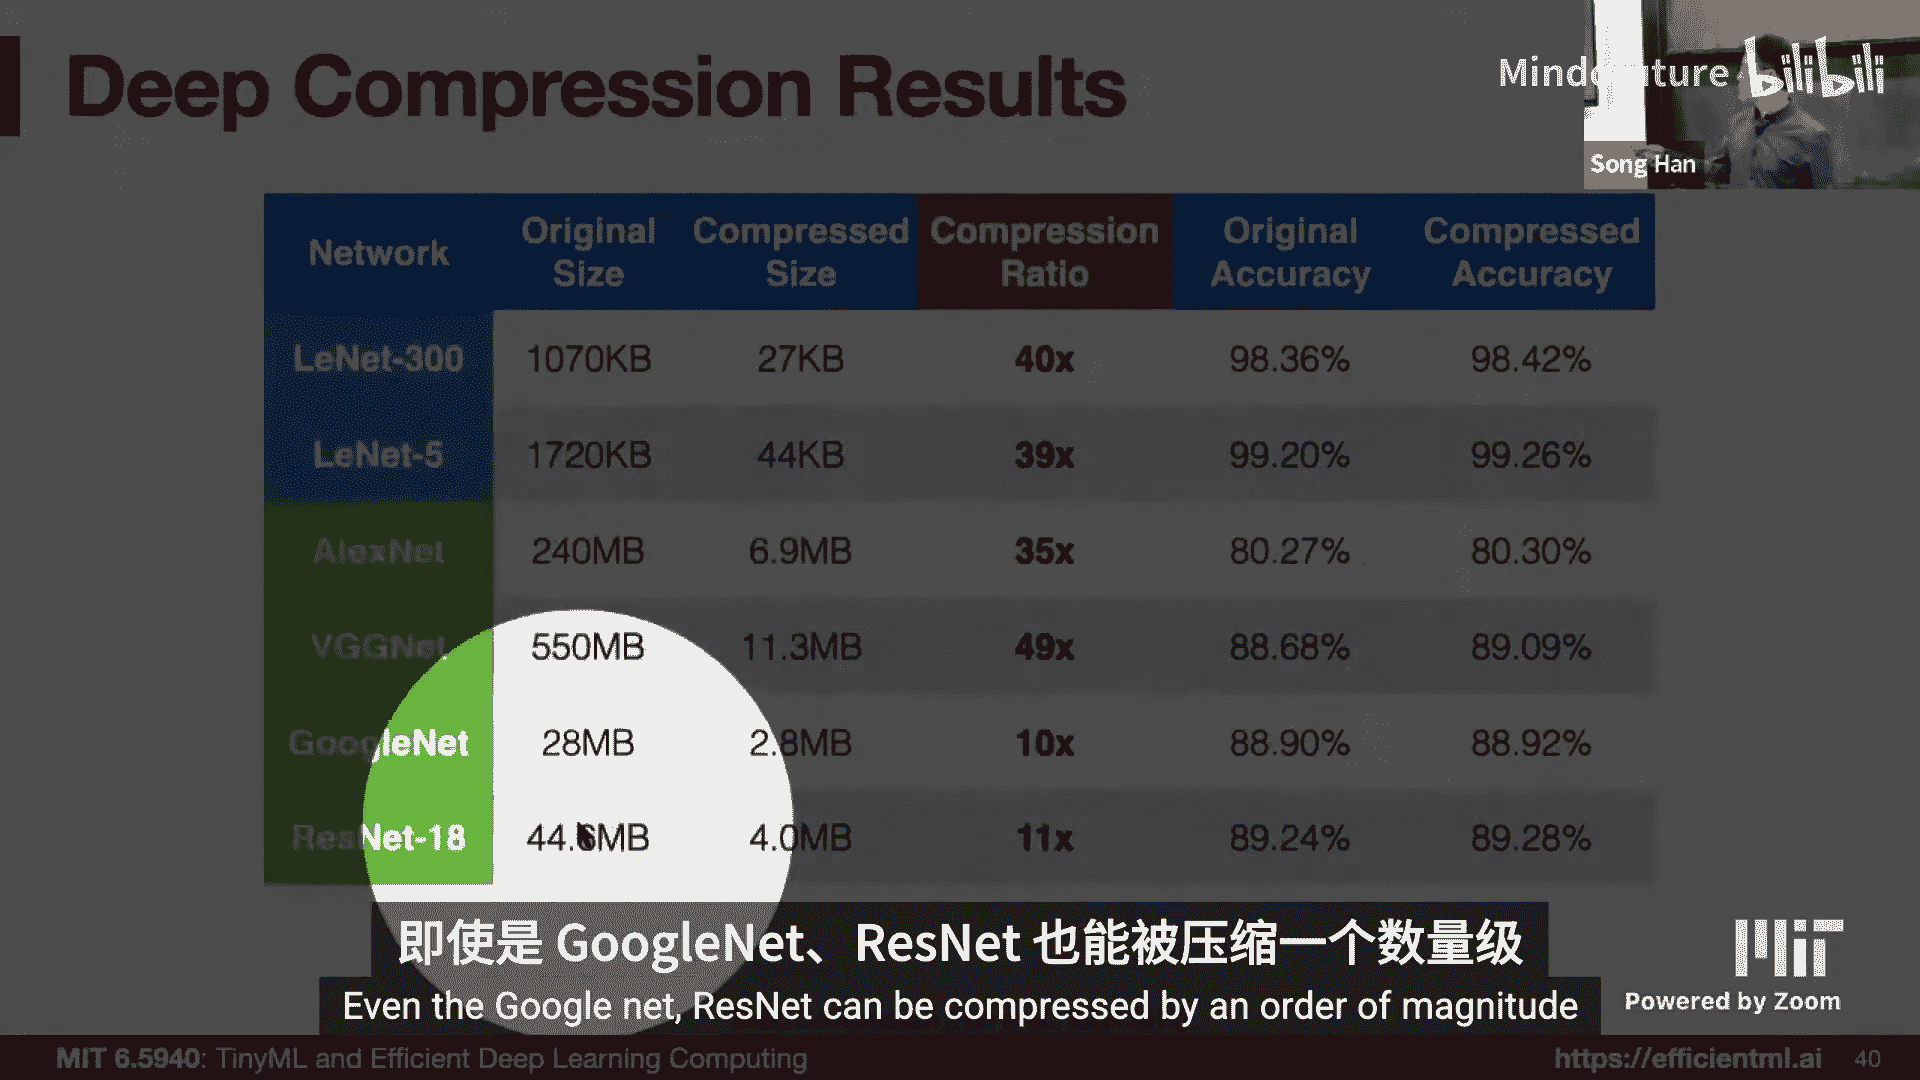 Deep Compression Results
bilibili
Song Han
Network Original Size Compressed Size Compression Ratio Original Accuracy Compressed Accuracy
LeNet-300 1070KB 27KB 40x 98.36% 98.42%
LeNet-5 1720KB 44KB 39x 99.20% 99.26%
AlexNet 240MB 6.9MB 35x 80.27% 80.30%
VGGNet 550MB 11.3MB 49x 88.68% 89.09%
GoogleNet 28MB 2.8MB 10x 88.90% 88.92%
ResNet-18 44.6MB 4.0MB 11x 89.24% 89.28%
即使是 GoogleNet、ResNet 也能被压缩一个数量级
Even the Google net, ResNet can be compressed by an order of magnitude
MIT
Powered by Zoom
MIT 6.5940: TinyML and Efficient Deep Learning Computing
https://efficientml.ai 40